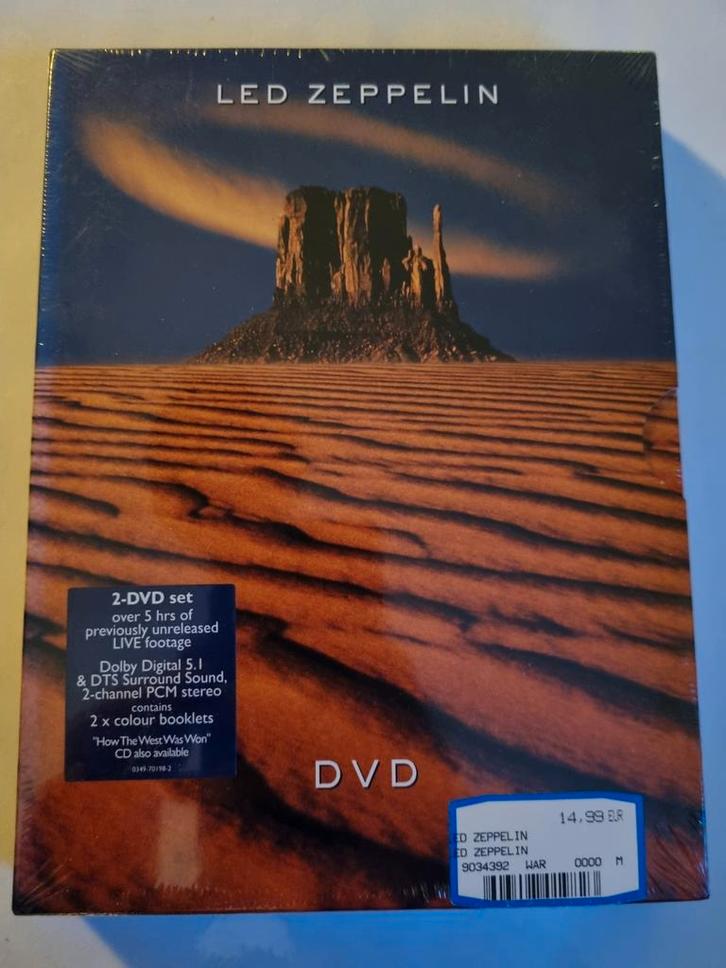 LED ZEPPELIN
2-DVD set
over 5 hrs of
previously unreleased
LIVE footage
Dolby Digital 5.1
& DTS Surround Sound,
2-channel PCM stereo
contains
2 x colour booklets
"How The West Was Won"
CD also available
0349-70198-2
DVD
14,99 EUR
ED ZEPPELIN
ED ZEPPELIN
9034392 WAR 0000 M